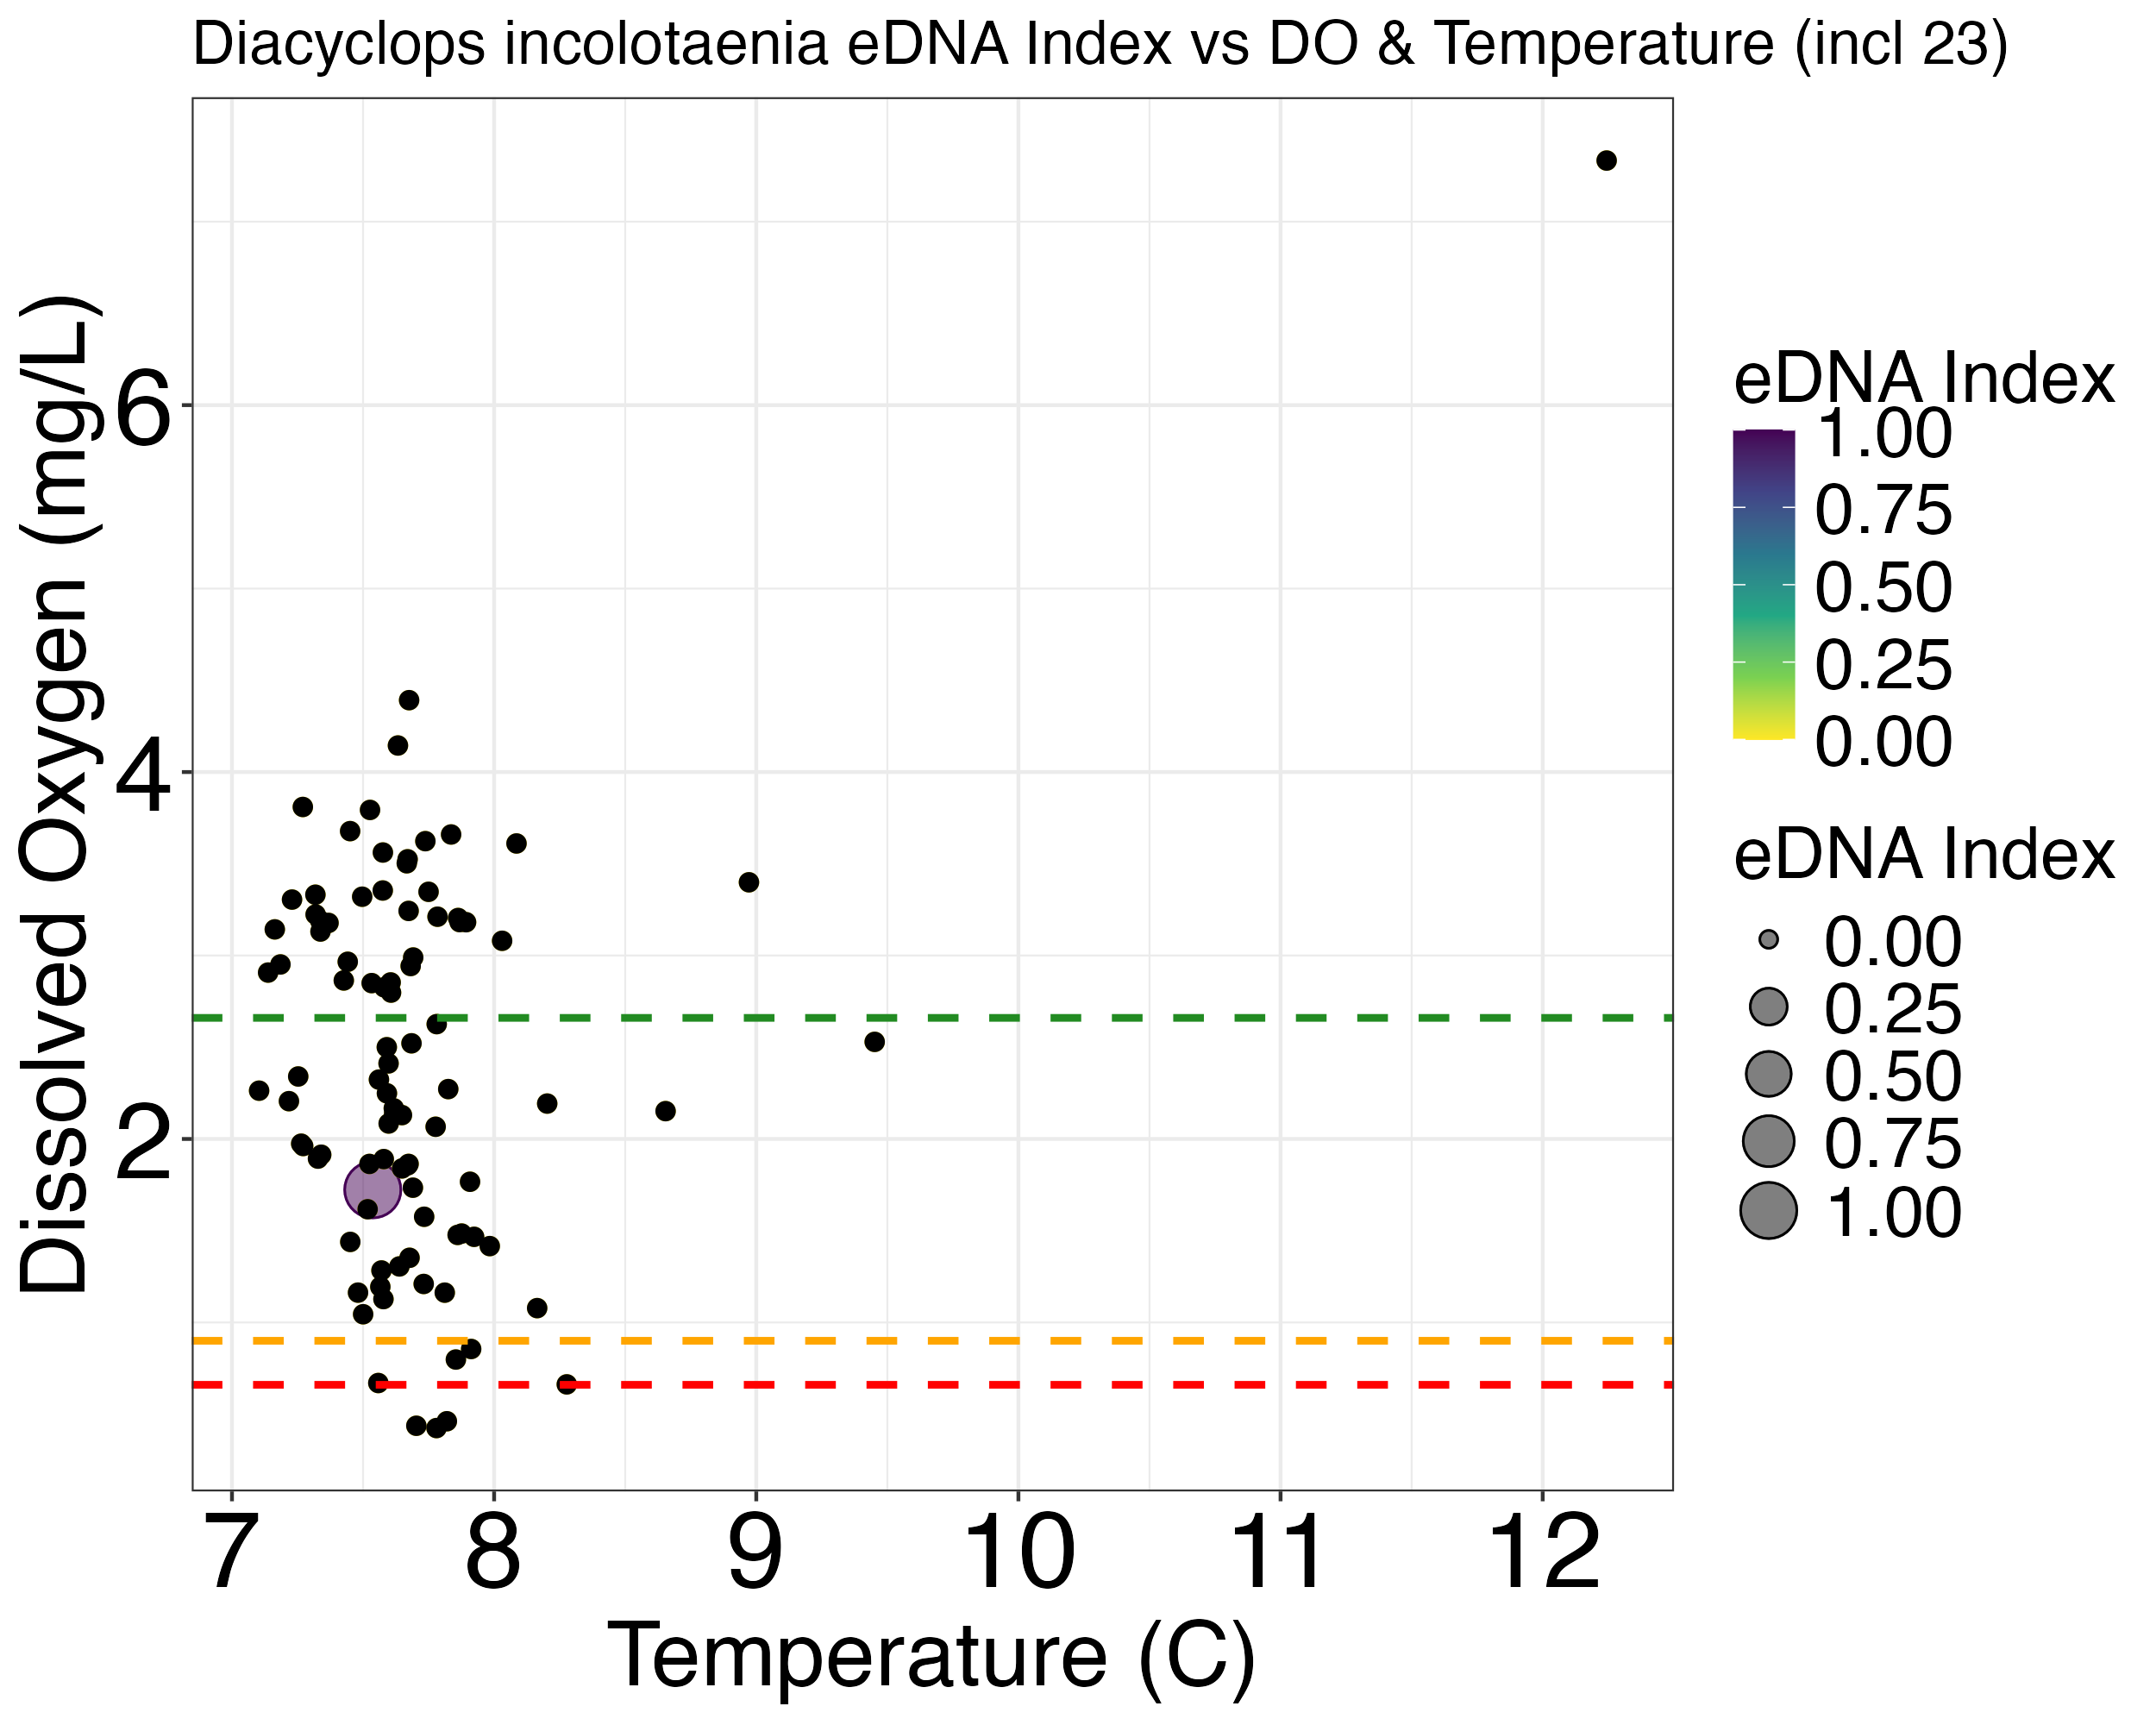 Diacyclops incolotaenia eDNA Index vs DO & Temperature (incl 23)
Dissolved Oxygen (mg/L)
6
4
2
7 8 9 10 11 12
Temperature (C)
eDNA Index
1.00
0.75
0.50
0.25
0.00
eDNA Index
0.00
0.25
0.50
0.75
1.00